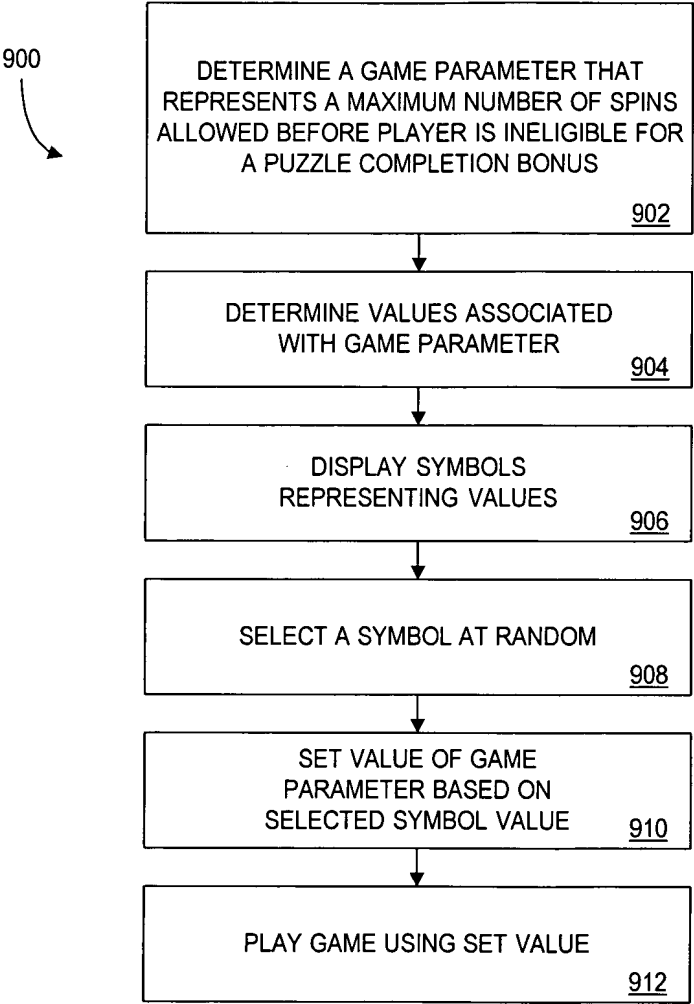 900
DETERMINE A GAME PARAMETER THAT
REPRESENTS A MAXIMUM NUMBER OF SPINS
ALLOWED BEFORE PLAYER IS INELIGIBLE FOR
A PUZZLE COMPLETION BONUS
902
DETERMINE VALUES ASSOCIATED
WITH GAME PARAMETER
904
DISPLAY SYMBOLS
REPRESENTING VALUES
906
SELECT A SYMBOL AT RANDOM
908
SET VALUE OF GAME
PARAMETER BASED ON
SELECTED SYMBOL VALUE
910
PLAY GAME USING SET VALUE
912